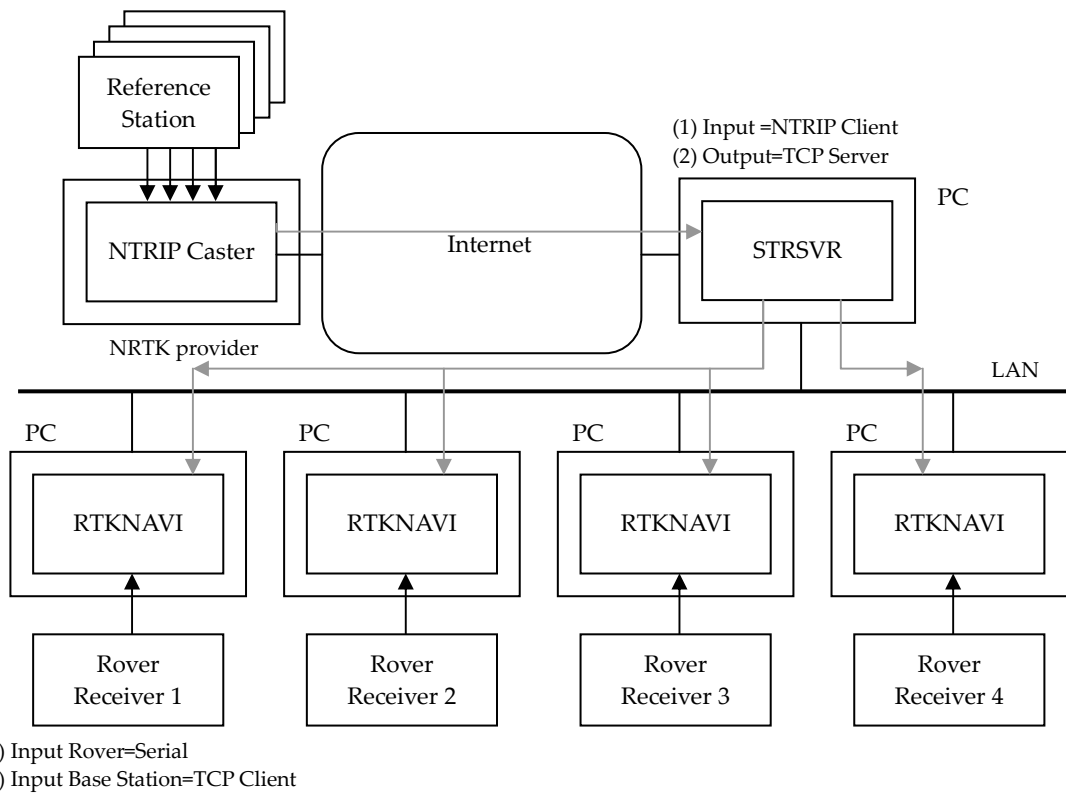 Reference
Station
(1) Input =NTRIP Client
(2) Output=TCP Server
PC
NTRIP Caster
Internet
STRSVR
NRTK provider
LAN
PC
PC
PC
PC
RTKNAVI
RTKNAVI
RTKNAVI
RTKNAVI
Rover
Receiver 1
Rover
Receiver 2
Rover
Receiver 3
Rover
Receiver 4
) Input Rover=Serial
) Input Base Station=TCP Client